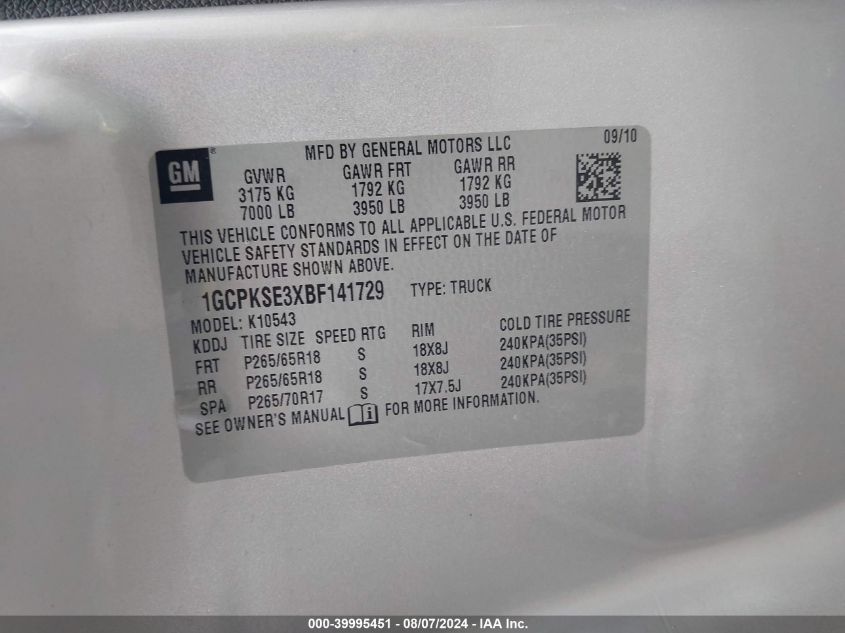 GM ®
MFD BY GENERAL MOTORS LLC 09/10
GVWR GAWR FRT GAWR RR
3175 KG 1792 KG 1792 KG
7000 LB 3950 LB 3950 LB
THIS VEHICLE CONFORMS TO ALL APPLICABLE U.S. FEDERAL MOTOR
VEHICLE SAFETY STANDARDS IN EFFECT ON THE DATE OF
MANUFACTURE SHOWN ABOVE.
1GCPKSE3XBF141729 TYPE: TRUCK
MODEL: K10543
KDDJ TIRE SIZE SPEED RTG RIM COLD TIRE PRESSURE
FRT P265/65R18 S 18X8J 240KPA(35PSI)
RR P265/65R18 S 18X8J 240KPA(35PSI)
SPA P265/70R17 S 17X7.5J 240KPA(35PSI)
SEE OWNER'S MANUAL i FOR MORE INFORMATION.
000-39995451 - 08/07/2024 - IAA Inc.